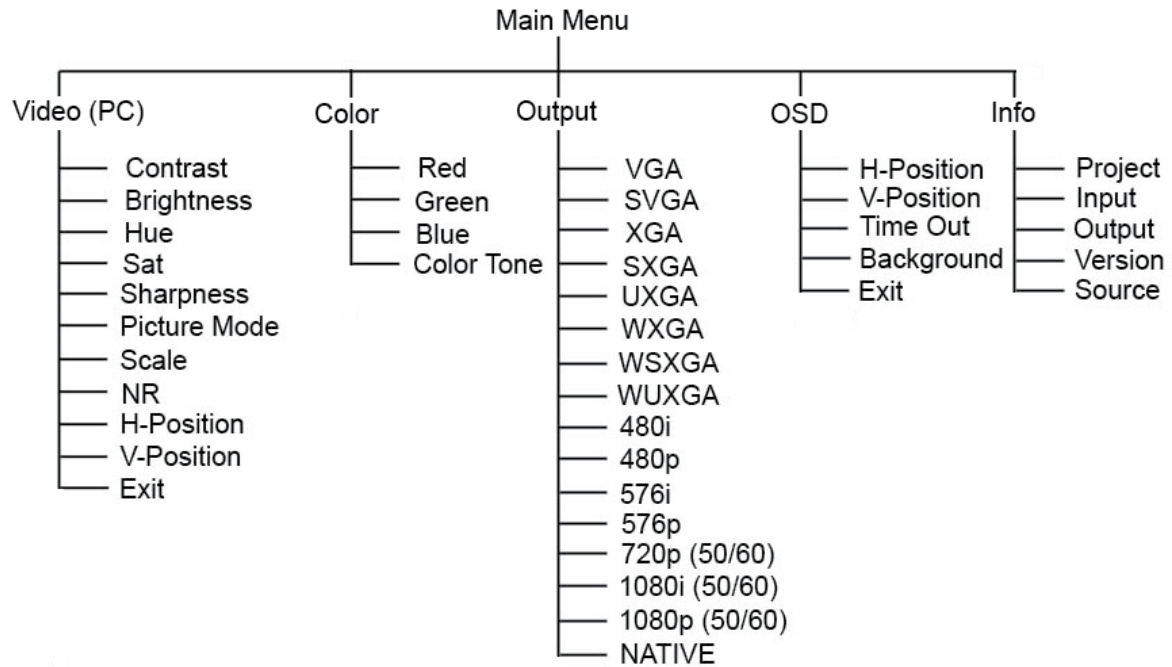 Main Menu
Video (PC)
Contrast
Brightness
Hue
Sat
Sharpness
Picture Mode
Scale
NR
H-Position
V-Position
Exit
Color
Red
Green
Blue
Color Tone
Output
VGA
SVGA
XGA
SXGA
UXGA
WXGA
WSXGA
WUXGA
480i
480p
576i
576p
720p (50/60)
1080i (50/60)
1080p (50/60)
NATIVE
OSD
H-Position
V-Position
Time Out
Background
Exit
Info
Project
Input
Output
Version
Source